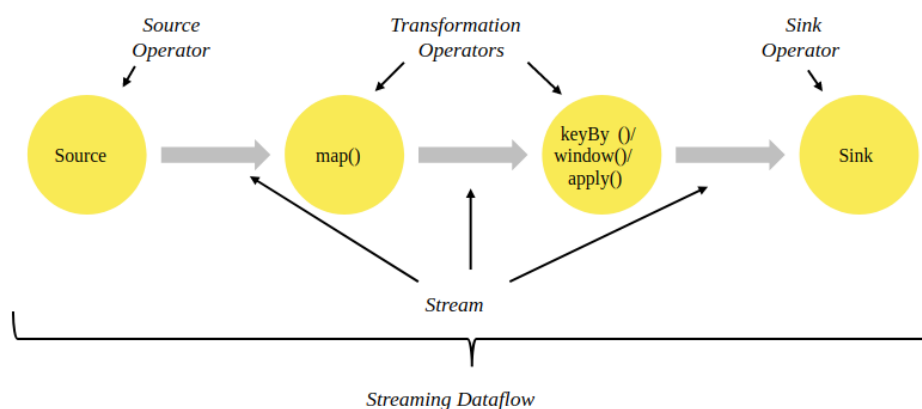 Source
Operator
Transformation
Operators
Sink
Operator
Source
map()
keyBy ()/
window()/
apply()
Sink
Stream
Streaming Dataflow